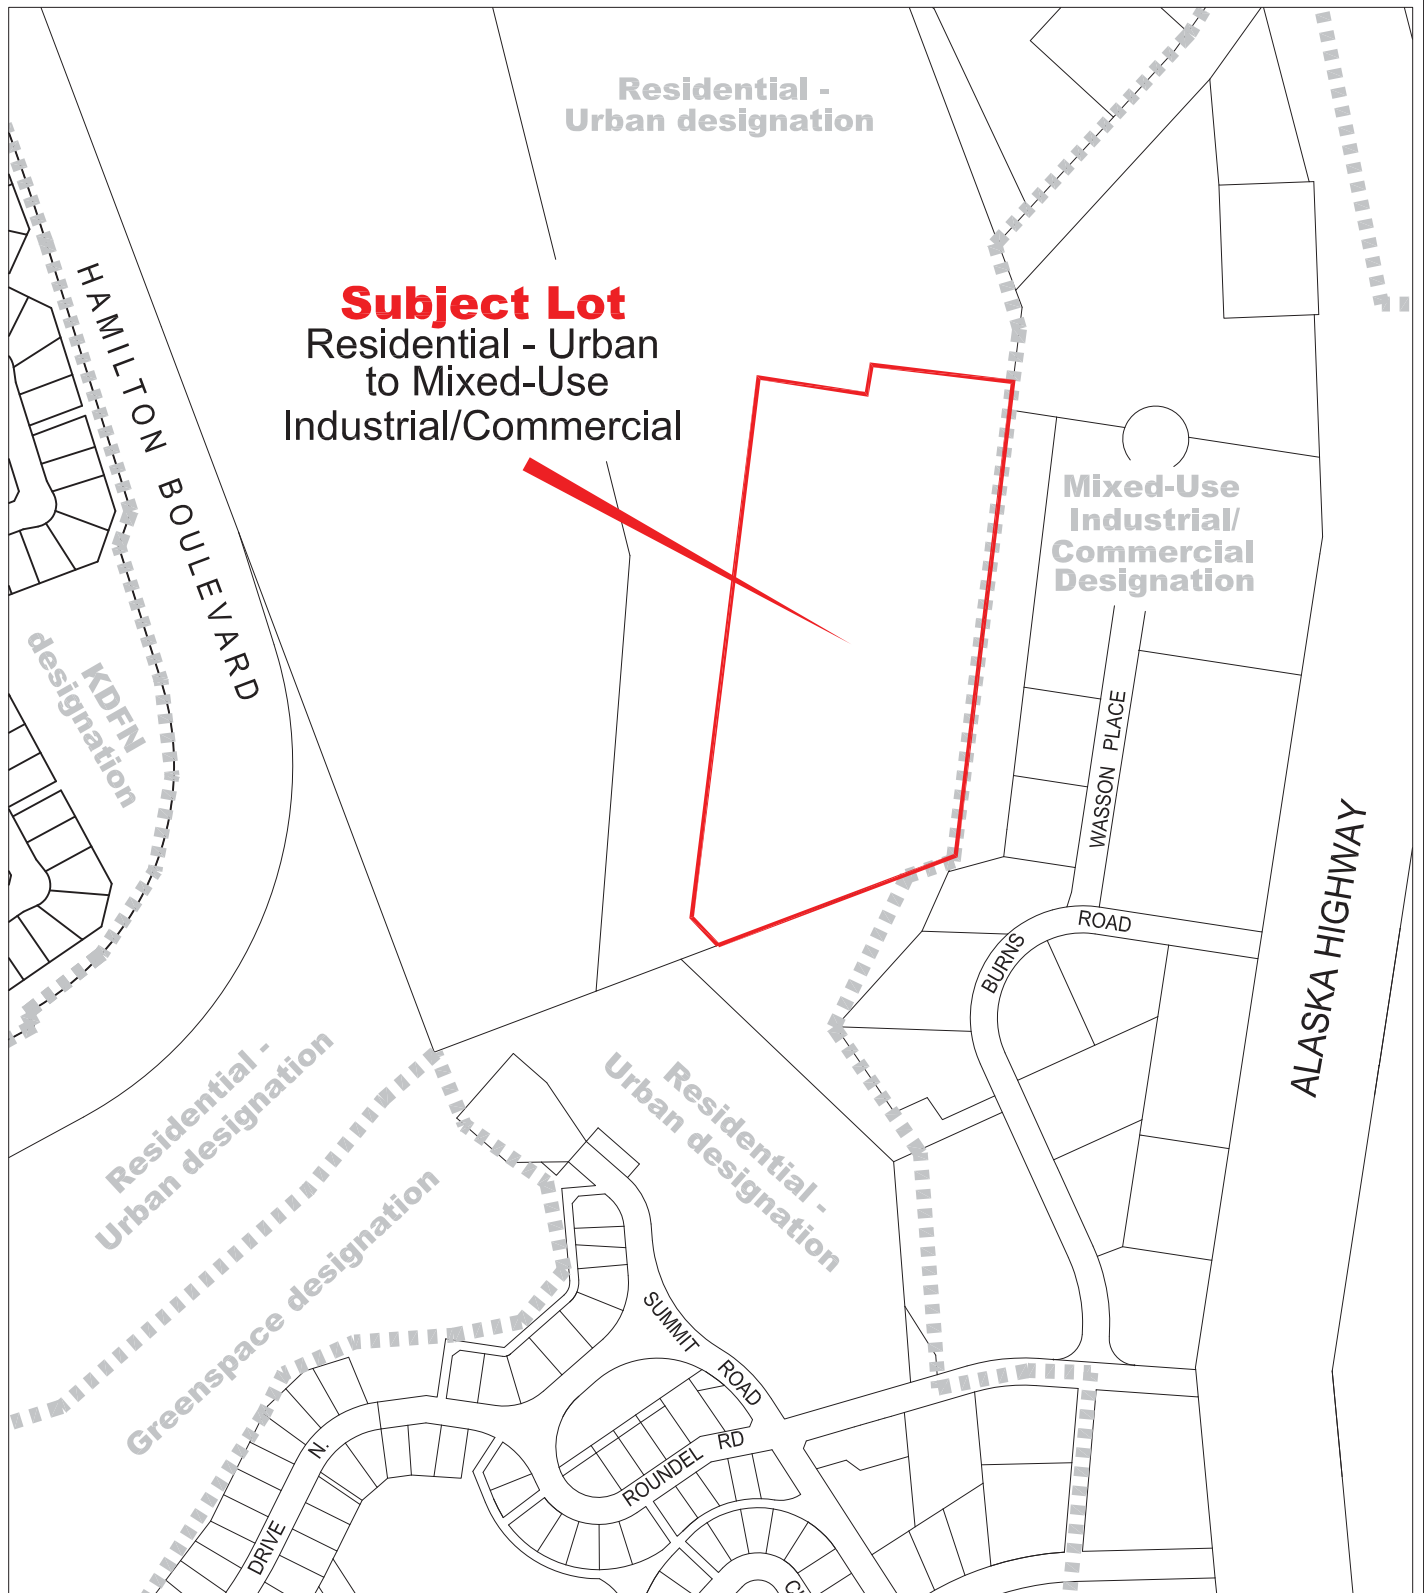 Residential -
Urban designation
Subject Lot
Residential - Urban
to Mixed-Use
Industrial/Commercial
HAMILTON BOULEVARD
Mixed-Use
Industrial/
Commercial
Designation
KDFN
designation
WASSON PLACE
BURNS ROAD
ALASKA HIGHWAY
Residential -
Urban designation
Residential -
Urban designation
Greenspace designation
SUMMIT ROAD
ROUNDEL RD
DRIVE N.